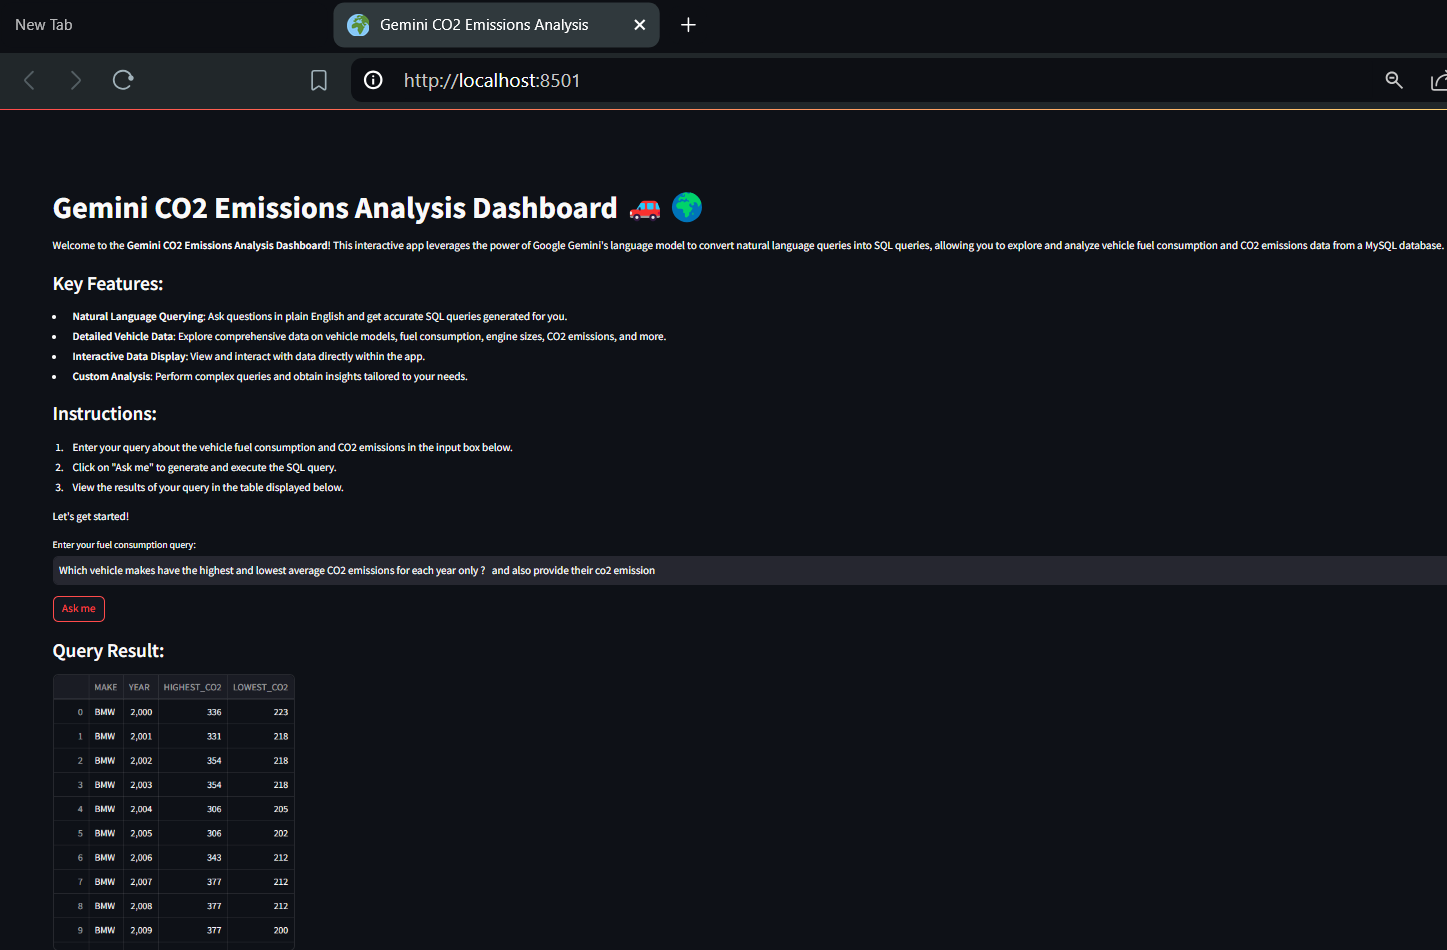 New Tab
Gemini CO2 Emissions Analysis
http://localhost:8501
Gemini CO2 Emissions Analysis Dashboard
Welcome to the Gemini CO2 Emissions Analysis Dashboard! This interactive app leverages the power of Google Gemini's language model to convert natural language queries into SQL queries, allowing you to explore and analyze vehicle fuel consumption and CO2 emissions data from a MySQL database.
Key Features:
• Natural Language Querying: Ask questions in plain English and get accurate SQL queries generated for you.
• Detailed Vehicle Data: Explore comprehensive data on vehicle models, fuel consumption, engine sizes, CO2 emissions, and more.
• Interactive Data Display: View and interact with data directly within the app.
• Custom Analysis: Perform complex queries and obtain insights tailored to your needs.
Instructions:
1. Enter your query about the vehicle fuel consumption and CO2 emissions in the input box below.
2. Click on "Ask me" to generate and execute the SQL query.
3. View the results of your query in the table displayed below.
Let's get started!
Enter your fuel consumption query:
Which vehicle makes have the highest and lowest average CO2 emissions for each year only ? and also provide their co2 emission
Ask me
Query Result:
MAKE YEAR HIGHEST_CO2 LOWEST_CO2
0 BMW 2,000 336 223
1 BMW 2,001 331 218
2 BMW 2,002 354 218
3 BMW 2,003 354 218
4 BMW 2,004 306 205
5 BMW 2,005 306 202
6 BMW 2,006 343 212
7 BMW 2,007 377 212
8 BMW 2,008 377 212
9 BMW 2,009 377 200